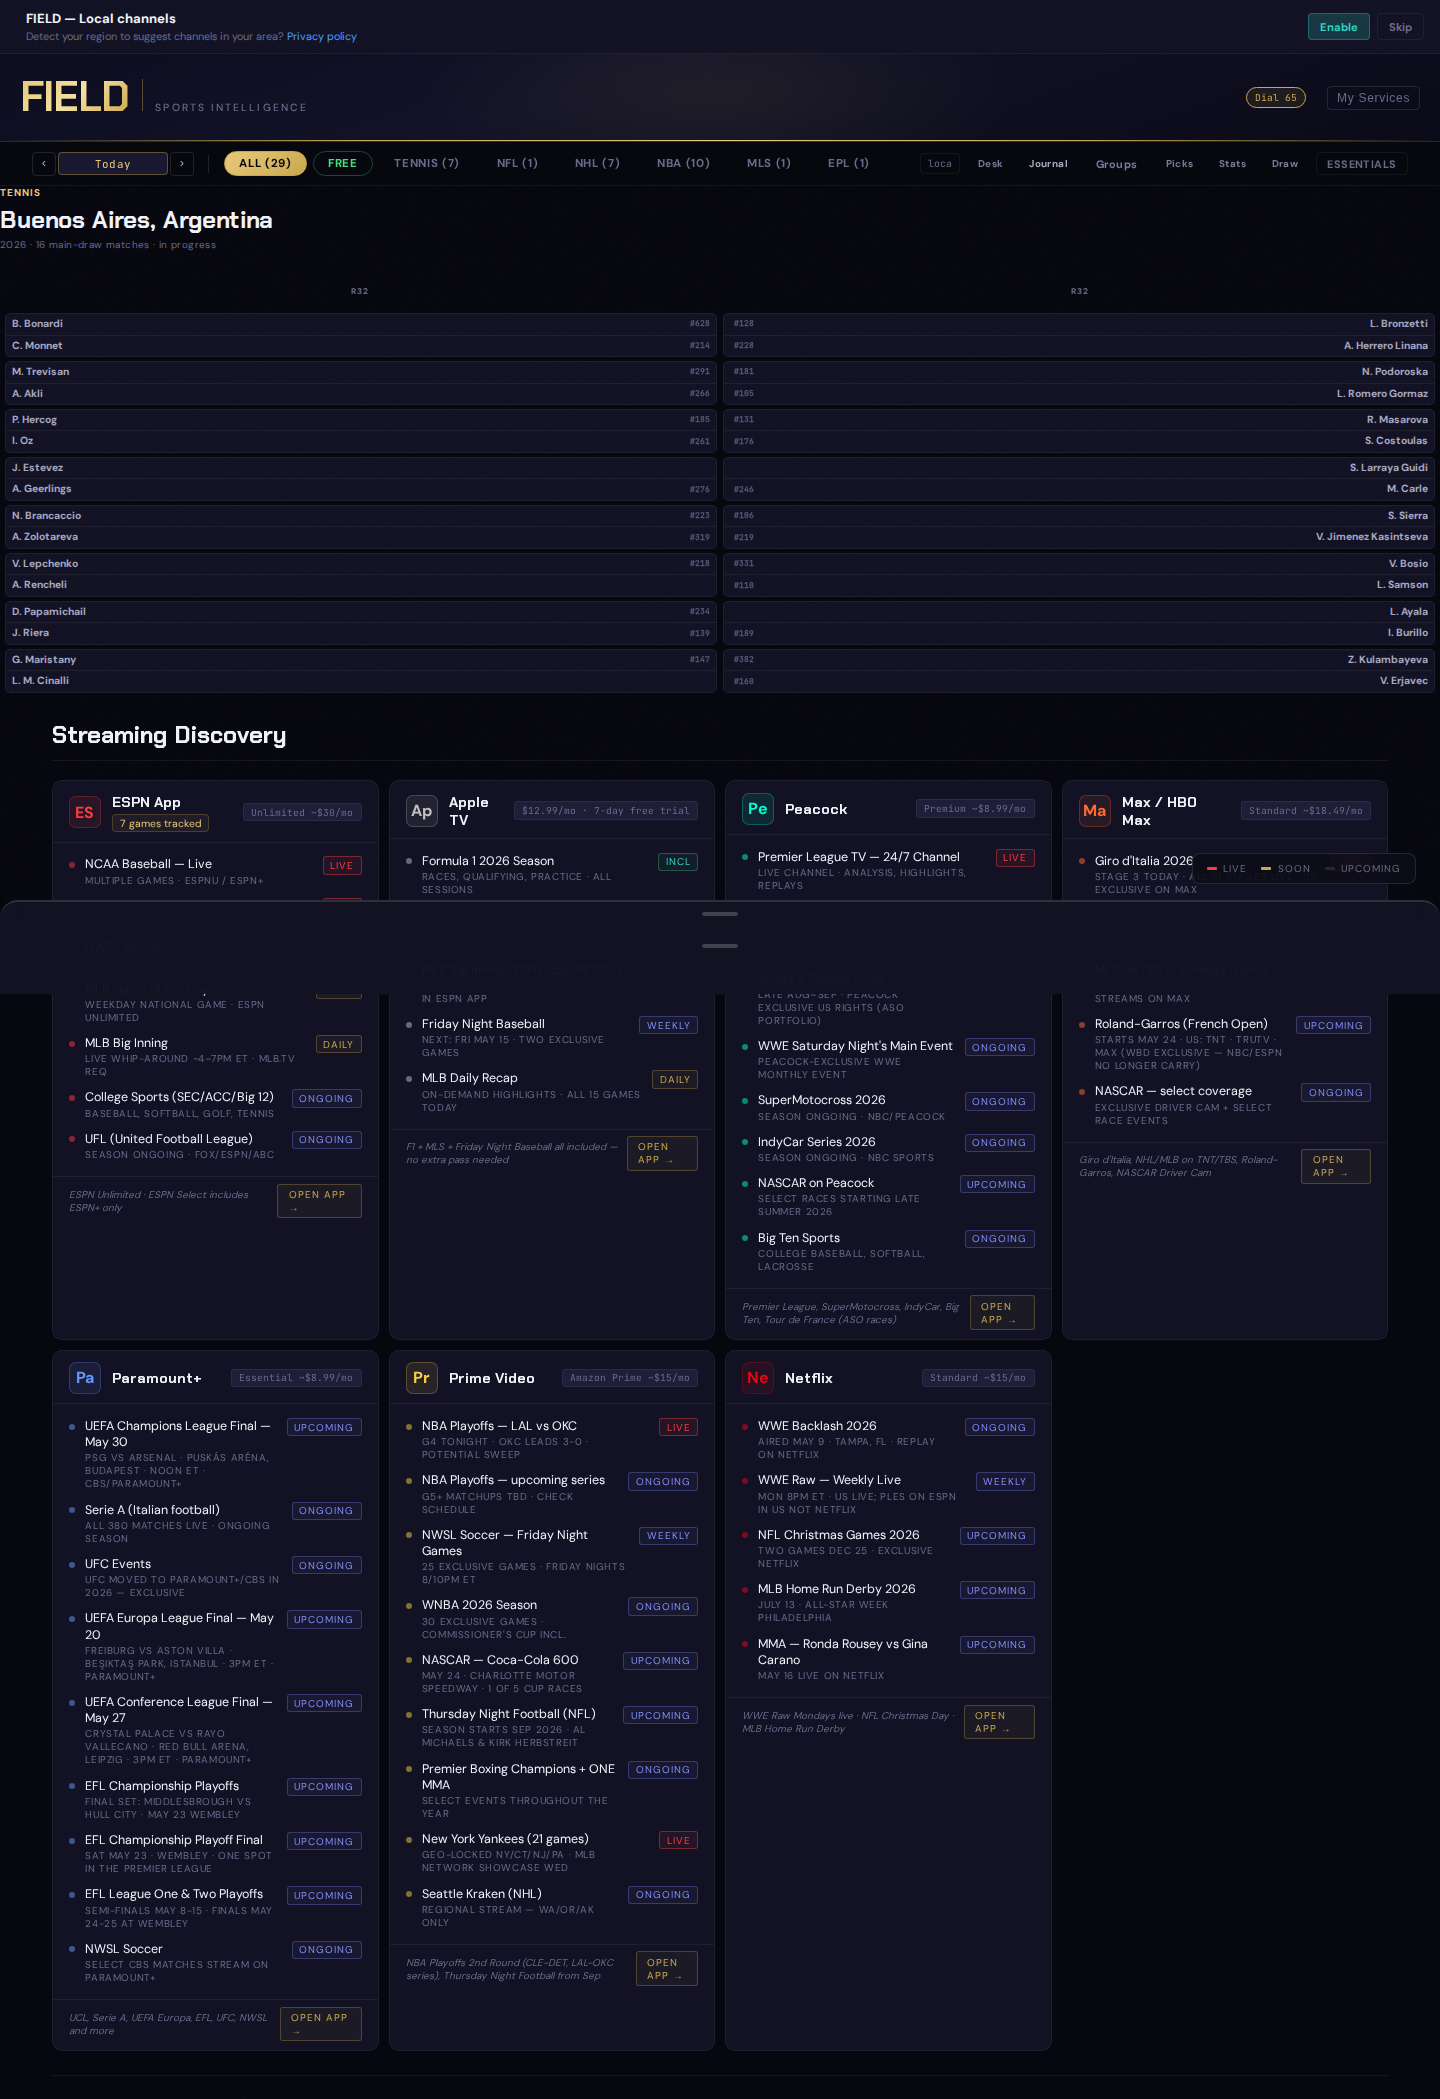 FIELD — Local channels
Detect your region to suggest channels in your area? Privacy policy
Enable
Skip
FIELD
SPORTS INTELLIGENCE
Dial 65
My Services
‹
Today
›
ALL (29)
FREE
TENNIS (7)
NFL (1)
NHL (7)
NBA (10)
MLS (1)
EPL (1)
loca
Desk
Journal
Groups
Picks
Stats
Draw
ESSENTIALS
TENNIS
Buenos Aires, Argentina
2026 · 16 main-draw matches · in progress
R32
R32
B. Bonardi #628
C. Monnet #214
M. Trevisan #291
A. Akli #266
P. Hercog #185
I. Oz #261
J. Estevez
A. Geerlings #276
N. Brancaccio #223
A. Zolotareva #319
V. Lepchenko #218
A. Rencheli
D. Papamichail #234
J. Riera #139
G. Maristany #147
L. M. Cinalli
#128 L. Bronzetti
#228 A. Herrero Linana
#181 N. Podoroska
#105 L. Romero Gormaz
#131 R. Masarova
#176 S. Costoulas
S. Larraya Guidi
#246 M. Carle
#106 S. Sierra
#219 V. Jimenez Kasintseva
#331 V. Bosio
#110 L. Samson
L. Ayala
#189 I. Burillo
#382 Z. Kulambayeva
#160 V. Erjavec
Streaming Discovery
ES
ESPN App
7 games tracked
Unlimited ~$30/mo
NCAA Baseball — Live
LIVE
MULTIPLE GAMES · ESPNU / ESPN+
NWSL Soccer
WEEKDAY NATIONAL GAME · ESPN
UNLIMITED
MLB Big Inning
DAILY
LIVE WHIP-AROUND ~4–7PM ET · MLB.TV
REQ
College Sports (SEC/ACC/Big 12)
ONGOING
BASEBALL, SOFTBALL, GOLF, TENNIS
UFL (United Football League)
ONGOING
SEASON ONGOING · FOX/ESPN/ABC
ESPN Unlimited · ESPN Select includes
ESPN+ only
OPEN APP
→
Ap
Apple
TV
$12.99/mo · 7-day free trial
Formula 1 2026 Season
INCL
RACES, QUALIFYING, PRACTICE · ALL
SESSIONS
IN ESPN APP
Friday Night Baseball
WEEKLY
NEXT: FRI MAY 15 · TWO EXCLUSIVE
GAMES
MLB Daily Recap
DAILY
ON-DEMAND HIGHLIGHTS · ALL 15 GAMES
TODAY
F1 + MLS + Friday Night Baseball all included —
no extra pass needed
OPEN
APP →
Pe
Peacock
Premium ~$8.99/mo
Premier League TV — 24/7 Channel
LIVE
LIVE CHANNEL · ANALYSIS, HIGHLIGHTS,
REPLAYS
LATE AUG–SEP · PEACOCK
EXCLUSIVE US RIGHTS (ASO
PORTFOLIO)
WWE Saturday Night's Main Event
ONGOING
PEACOCK-EXCLUSIVE WWE
MONTHLY EVENT
SuperMotocross 2026
ONGOING
SEASON ONGOING · NBC/PEACOCK
IndyCar Series 2026
ONGOING
SEASON ONGOING · NBC SPORTS
NASCAR on Peacock
UPCOMING
SELECT RACES STARTING LATE
SUMMER 2026
Big Ten Sports
ONGOING
COLLEGE BASEBALL, SOFTBALL,
LACROSSE
Premier League, SuperMotocross, IndyCar, Big
Ten, Tour de France (ASO races)
OPEN
APP →
Ma
Max / HBO
Max
Standard ~$18.49/mo
Giro d'Italia 2026
STAGE 3 TODAY
EXCLUSIVE ON MAX
LIVE
SOON
UPCOMING
MLB on TBS — Tuesday Nights
STREAMS ON MAX
Roland-Garros (French Open)
UPCOMING
STARTS MAY 24 · US: TNT · TRUTV ·
MAX (WBD EXCLUSIVE — NBC/ESPN
NO LONGER CARRY)
NASCAR — select coverage
ONGOING
EXCLUSIVE DRIVER CAM + SELECT
RACE EVENTS
Giro d'Italia, NHL/MLB on TNT/TBS, Roland-
Garros, NASCAR Driver Cam
OPEN
APP →
Pa
Paramount+
Essential ~$8.99/mo
UEFA Champions League Final —
May 30
UPCOMING
PSG VS ARSENAL · PUSKÁS ARÉNA,
BUDAPEST · NOON ET ·
CBS/PARAMOUNT+
Serie A (Italian football)
ONGOING
ALL 380 MATCHES LIVE · ONGOING
SEASON
UFC Events
ONGOING
UFC MOVED TO PARAMOUNT+/CBS IN
2026 — EXCLUSIVE
UEFA Europa League Final — May
20
UPCOMING
FREIBURG VS ASTON VILLA ·
BEŞIKTAŞ PARK, ISTANBUL · 3PM ET ·
PARAMOUNT+
UEFA Conference League Final —
May 27
UPCOMING
CRYSTAL PALACE VS RAYO
VALLECANO · RED BULL ARENA,
LEIPZIG · 3PM ET · PARAMOUNT+
EFL Championship Playoffs
UPCOMING
FINAL SET: MIDDLESBROUGH VS
HULL CITY · MAY 23 WEMBLEY
EFL Championship Playoff Final
UPCOMING
SAT MAY 23 · WEMBLEY · ONE SPOT
IN THE PREMIER LEAGUE
EFL League One & Two Playoffs
UPCOMING
SEMI-FINALS MAY 8-15 · FINALS MAY
24-25 AT WEMBLEY
NWSL Soccer
ONGOING
SELECT CBS MATCHES STREAM ON
PARAMOUNT+
UCL, Serie A, UEFA Europa, EFL, UFC, NWSL
and more
OPEN APP
→
Pr
Prime Video
Amazon Prime ~$15/mo
NBA Playoffs — LAL vs OKC
LIVE
G4 TONIGHT · OKC LEADS 3-0 ·
POTENTIAL SWEEP
NBA Playoffs — upcoming series
ONGOING
G5+ MATCHUPS TBD · CHECK
SCHEDULE
NWSL Soccer — Friday Night
Games
WEEKLY
25 EXCLUSIVE GAMES · FRIDAY NIGHTS
8/10PM ET
WNBA 2026 Season
ONGOING
30 EXCLUSIVE GAMES ·
COMMISSIONER'S CUP INCL.
NASCAR — Coca-Cola 600
UPCOMING
MAY 24 · CHARLOTTE MOTOR
SPEEDWAY · 1 OF 5 CUP RACES
Thursday Night Football (NFL)
UPCOMING
SEASON STARTS SEP 2026 · AL
MICHAELS & KIRK HERBSTREIT
Premier Boxing Champions + ONE
MMA
ONGOING
SELECT EVENTS THROUGHOUT THE
YEAR
New York Yankees (21 games)
LIVE
GEO-LOCKED NY/CT/NJ/PA · MLB
NETWORK SHOWCASE WED
Seattle Kraken (NHL)
ONGOING
REGIONAL STREAM — WA/OR/AK
ONLY
NBA Playoffs 2nd Round (CLE-DET, LAL-OKC
series), Thursday Night Football from Sep
OPEN
APP →
Ne
Netflix
Standard ~$15/mo
WWE Backlash 2026
ONGOING
AIRED MAY 9 · TAMPA, FL · REPLAY
ON NETFLIX
WWE Raw — Weekly Live
WEEKLY
MON 8PM ET · US LIVE; PLES ON ESPN
IN US NOT NETFLIX
NFL Christmas Games 2026
UPCOMING
TWO GAMES DEC 25 · EXCLUSIVE
NETFLIX
MLB Home Run Derby 2026
UPCOMING
JULY 13 · ALL-STAR WEEK
PHILADELPHIA
MMA — Ronda Rousey vs Gina
Carano
UPCOMING
MAY 16 LIVE ON NETFLIX
WWE Raw Mondays live · NFL Christmas Day ·
MLB Home Run Derby
OPEN
APP →